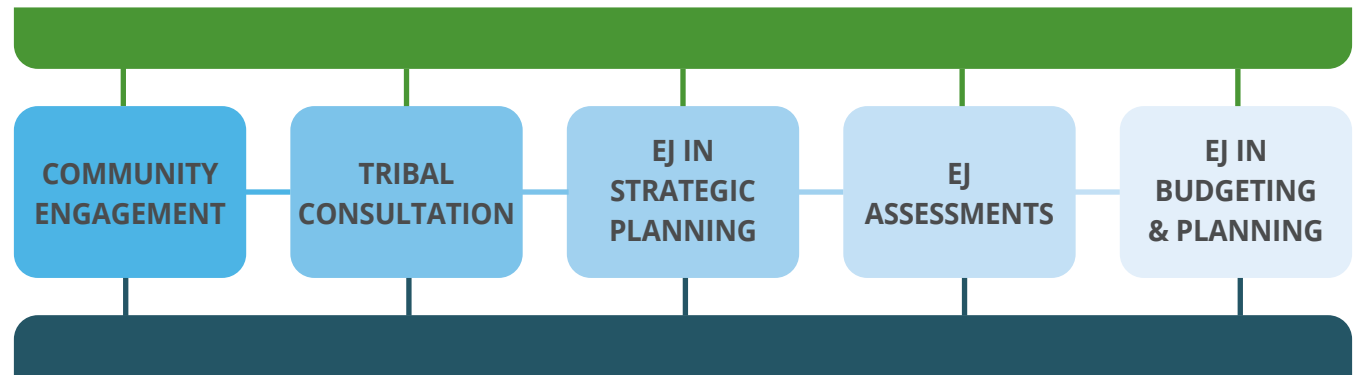 COMMUNITY
ENGAGEMENT
TRIBAL
CONSULTATION
EJ IN
STRATEGIC
PLANNING
EJ
ASSESSMENTS
EJ IN
BUDGETING
& PLANNING